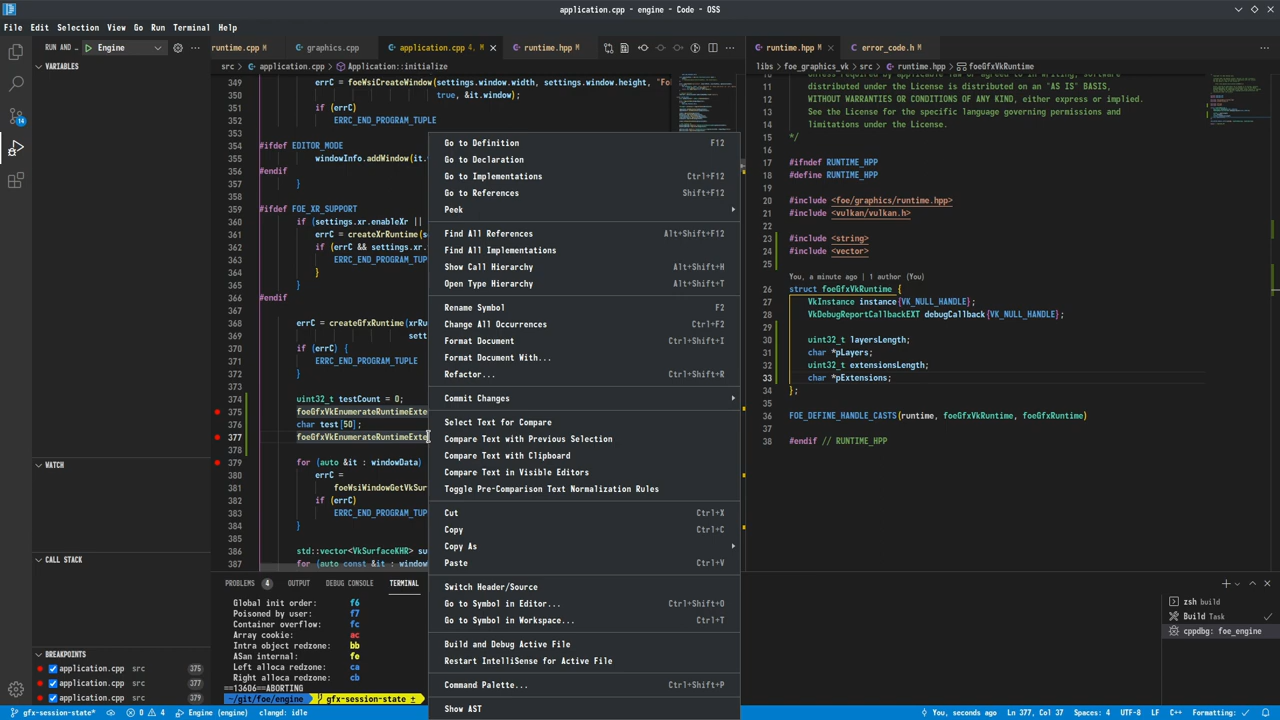 application.cpp - engine - Code - OSS
File Edit Selection View Go Run Terminal Help
RUN AND... Engine ...
runtime.cpp M graphics.cpp application.cpp 4, M runtime.hpp M
runtime.hpp M error_code.h M
VARIABLES
WATCH
CALL STACK
BREAKPOINTS
application.cpp src 375
application.cpp src 377
application.cpp src 379
14
src > application.cpp > Application::initialize
349 errC = foeWsiCreateWindow(settings.window.width, settings.window.height, "Fo
350 true, &it.window);
351 if (errC)
352 ERRC_END_PROGRAM_TUPLE
353
354 #ifdef EDITOR_MODE
355 windowInfo.addWindow(it.
356 #endif
357 }
358
359 #ifdef FOE_XR_SUPPORT
360 if (settings.xr.enableXr ||
361 errC = createXrRuntime(s
362 if (errC && settings.xr.
363 ERRC_END_PROGRAM_TUP
364 }
365 }
366 #endif
367
368 errC = createGfxRuntime(xrRu
369 sett
370 if (errC) {
371 ERRC_END_PROGRAM_TUPLE
372 }
373
374 uint32_t testCount = 0;
375 foeGfxVkEnumerateRuntimeExte
376 char test[50];
377 foeGfxVkEnumerateRuntimeExte
378
379 for (auto &it : windowData)
380 errC =
381 foeWsiWindowGetVkSur
382 if (errC)
383 ERRC_END_PROGRAM_TUP
384 }
385
386 std::vector<VkSurfaceKHR> su
387 for (auto const &it : window
Go to Definition F12
Go to Declaration
Go to Implementations Ctrl+F12
Go to References Shift+F12
Peek
Find All References Alt+Shift+F12
Find All Implementations
Show Call Hierarchy Alt+Shift+H
Open Type Hierarchy Alt+Shift+T
Rename Symbol F2
Change All Occurrences Ctrl+F2
Format Document Ctrl+Shift+I
Format Document With...
Refactor... Ctrl+Shift+R
Commit Changes
Select Text for Compare
Compare Text with Previous Selection
Compare Text with Clipboard
Compare Text in Visible Editors
Toggle Pre-Comparison Text Normalization Rules
Cut Ctrl+X
Copy Ctrl+C
Copy As
Paste Ctrl+V
Switch Header/Source
Go to Symbol in Editor... Ctrl+Shift+O
Go to Symbol in Workspace... Ctrl+T
Build and Debug Active File
Restart IntelliSense for Active File
Command Palette... Ctrl+Shift+P
Show AST
libs > foe_graphics_vk > src > runtime.hpp > foeGfxVkRuntime
11 distributed under the License is distributed on an "AS IS" BASIS,
12 WITHOUT WARRANTIES OR CONDITIONS OF ANY KIND, either express or implied.
13 See the License for the specific language governing permissions and
14 limitations under the License.
15 */
16
17 #ifndef RUNTIME_HPP
18 #define RUNTIME_HPP
19
20 #include <foe/graphics/runtime.hpp>
21 #include <vulkan/vulkan.h>
22
23 #include <string>
24 #include <vector>
25
You, a minute ago | 1 author (You)
26 struct foeGfxVkRuntime {
27 VkInstance instance{VK_NULL_HANDLE};
28 VkDebugReportCallbackEXT debugCallback{VK_NULL_HANDLE};
29
30 uint32_t layersLength;
31 char *pLayers;
32 uint32_t extensionsLength;
33 char *pExtensions;
34 };
35
36 FOE_DEFINE_HANDLE_CASTS(runtime, foeGfxVkRuntime, foeGfxRuntime)
37
38 #endif // RUNTIME_HPP
PROBLEMS 4 OUTPUT DEBUG CONSOLE TERMINAL
Global init order: f6
Poisoned by user: f7
Container overflow: fc
Array cookie: ac
Intra object redzone: bb
ASan internal: fe
Left alloca redzone: ca
Right alloca redzone: cb
==13606==ABORTING
~/git/foe/engine gfx-session-state ±
zsh build
Build Task
cppdbg: foe_engine
gfx-session-state* 0 4 Engine (engine) clangd: idle
You, seconds ago Ln 377, Col 37 Spaces: 4 UTF-8 LF C++ Formatting: ✓